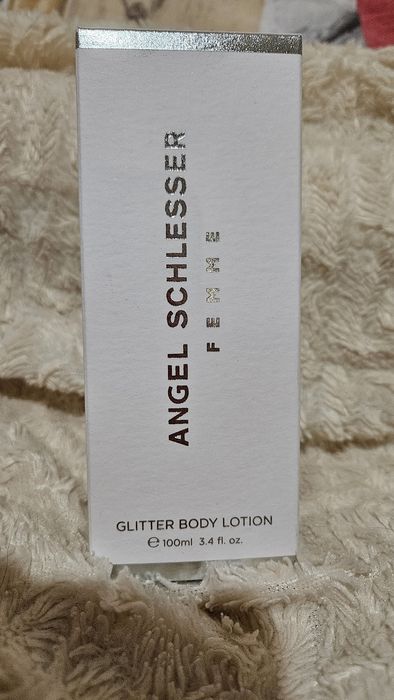 ANGEL SCHLESSER
FEMME
GLITTER BODY LOTION
℮ 100ml 3.4 fl. oz.